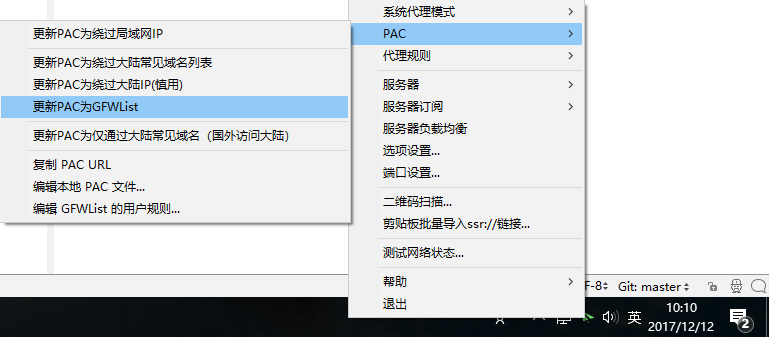 更新PAC为绕过局域网IP
更新PAC为绕过大陆常见域名列表
更新PAC为绕过大陆IP(慎用)
更新PAC为GFWList
更新PAC为仅通过大陆常见域名（国外访问大陆）
复制 PAC URL
编辑本地 PAC 文件...
编辑 GFWList 的用户规则...
系统代理模式
PAC
代理规则
服务器
服务器订阅
服务器负载均衡
选项设置...
端口设置...
二维码扫描...
剪贴板批量导入ssr://链接...
测试网络状态...
帮助
退出
F-8
Git: master
英
10:10
2017/12/12
2